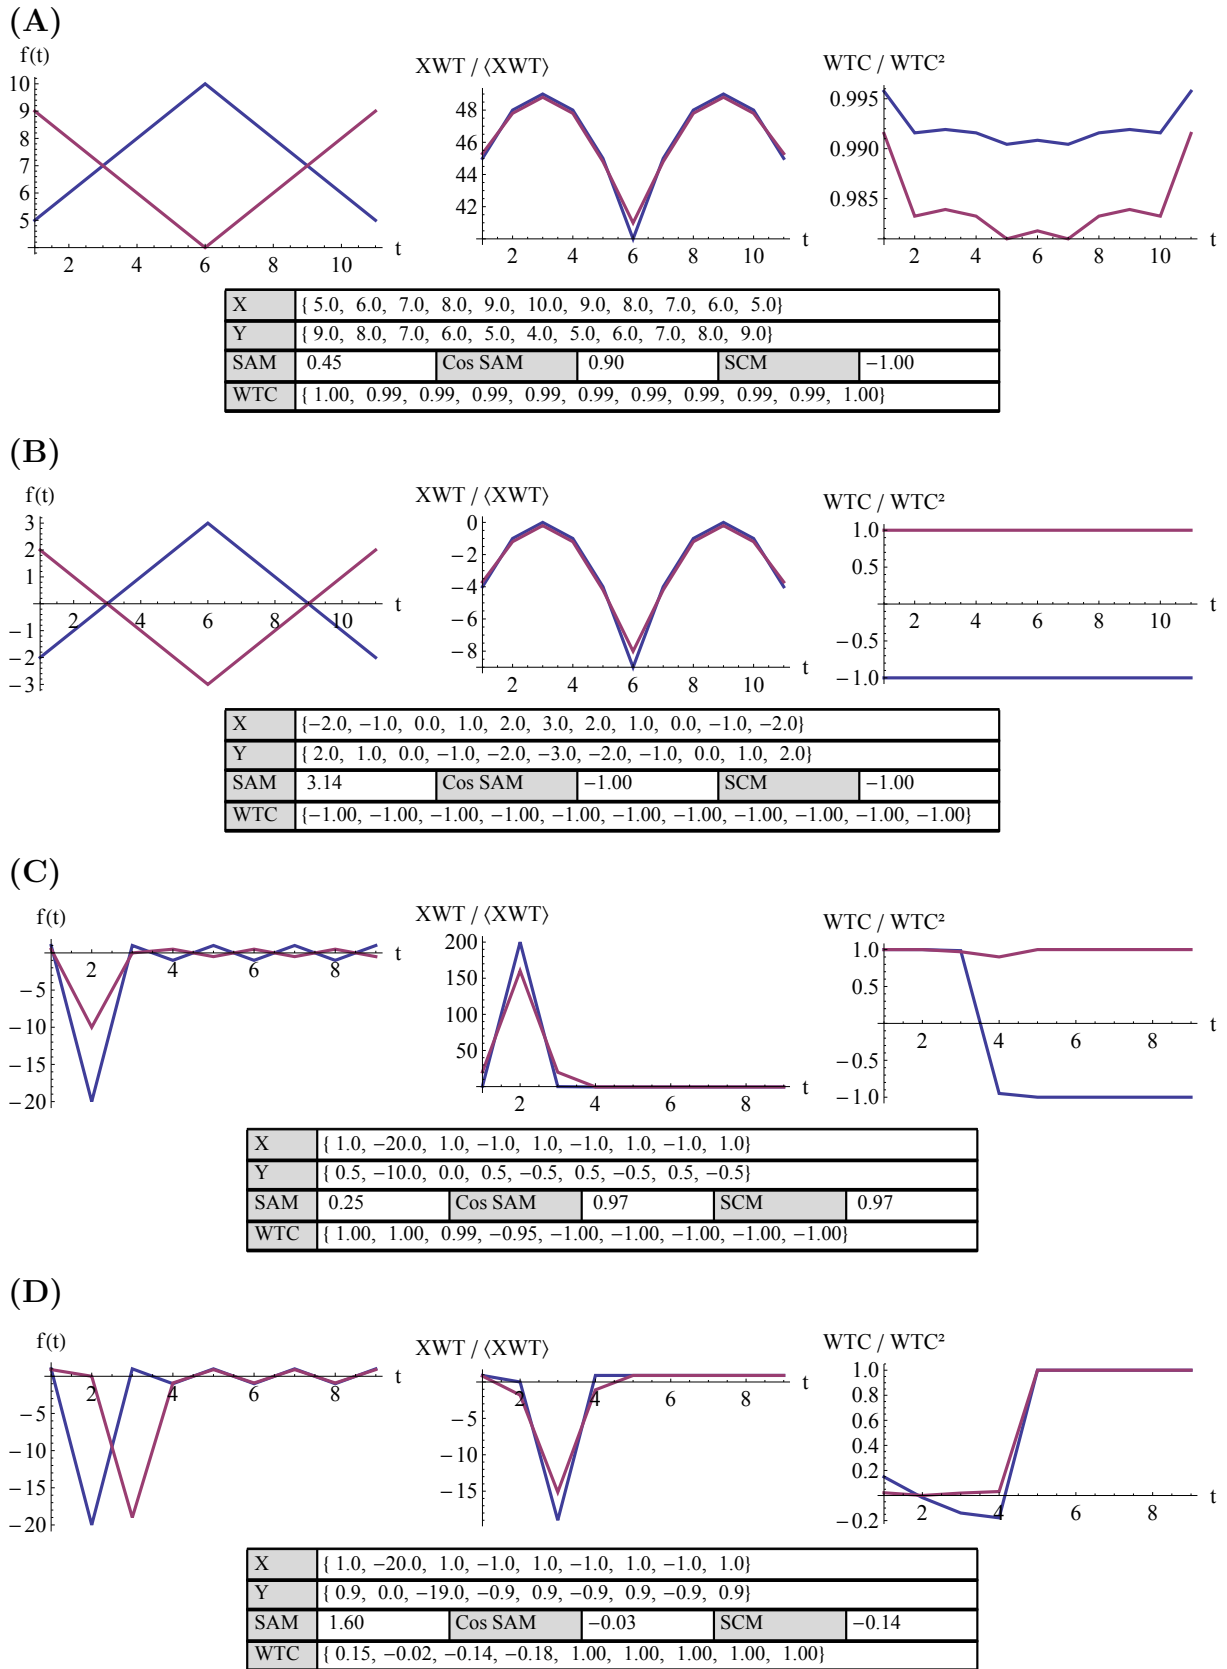 (A)
f(t)
XWT / ⟨XWT⟩
WTC / WTC²
10
9
8
7
6
5
2 4 6 8 10
t
48
46
44
42
2 4 6 8 10
t
0.995
0.990
0.985
2 4 6 8 10
t
X { 5.0, 6.0, 7.0, 8.0, 9.0, 10.0, 9.0, 8.0, 7.0, 6.0, 5.0}
Y { 9.0, 8.0, 7.0, 6.0, 5.0, 4.0, 5.0, 6.0, 7.0, 8.0, 9.0}
SAM 0.45 Cos SAM 0.90 SCM −1.00
WTC { 1.00, 0.99, 0.99, 0.99, 0.99, 0.99, 0.99, 0.99, 0.99, 0.99, 1.00}
(B)
f(t)
XWT / ⟨XWT⟩
WTC / WTC²
3
2
1
−1
−2
−3
2 4 6 8 10
t
0
−2
−4
−6
−8
2 4 6 8 10
t
1.0
0.5
−0.5
−1.0
2 4 6 8 10
t
X {−2.0, −1.0, 0.0, 1.0, 2.0, 3.0, 2.0, 1.0, 0.0, −1.0, −2.0}
Y { 2.0, 1.0, 0.0, −1.0, −2.0, −3.0, −2.0, −1.0, 0.0, 1.0, 2.0}
SAM 3.14 Cos SAM −1.00 SCM −1.00
WTC {−1.00, −1.00, −1.00, −1.00, −1.00, −1.00, −1.00, −1.00, −1.00, −1.00, −1.00}
(C)
f(t)
XWT / ⟨XWT⟩
WTC / WTC²
−5
−10
−15
−20
2 4 6 8
t
200
150
100
50
2 4 6 8
t
1.0
0.5
−0.5
−1.0
2 4 6 8
t
X { 1.0, −20.0, 1.0, −1.0, 1.0, −1.0, 1.0, −1.0, 1.0}
Y { 0.5, −10.0, 0.0, 0.5, −0.5, 0.5, −0.5, 0.5, −0.5}
SAM 0.25 Cos SAM 0.97 SCM 0.97
WTC { 1.00, 1.00, 0.99, −0.95, −1.00, −1.00, −1.00, −1.00, −1.00}
(D)
f(t)
XWT / ⟨XWT⟩
WTC / WTC²
−5
−10
−15
−20
2 4 6 8
t
−5
−10
−15
2 4 6 8
t
1.0
0.8
0.6
0.4
0.2
−0.2
2 4 6 8
t
X { 1.0, −20.0, 1.0, −1.0, 1.0, −1.0, 1.0, −1.0, 1.0}
Y { 0.9, 0.0, −19.0, −0.9, 0.9, −0.9, 0.9, −0.9, 0.9}
SAM 1.60 Cos SAM −0.03 SCM −0.14
WTC { 0.15, −0.02, −0.14, −0.18, 1.00, 1.00, 1.00, 1.00, 1.00}